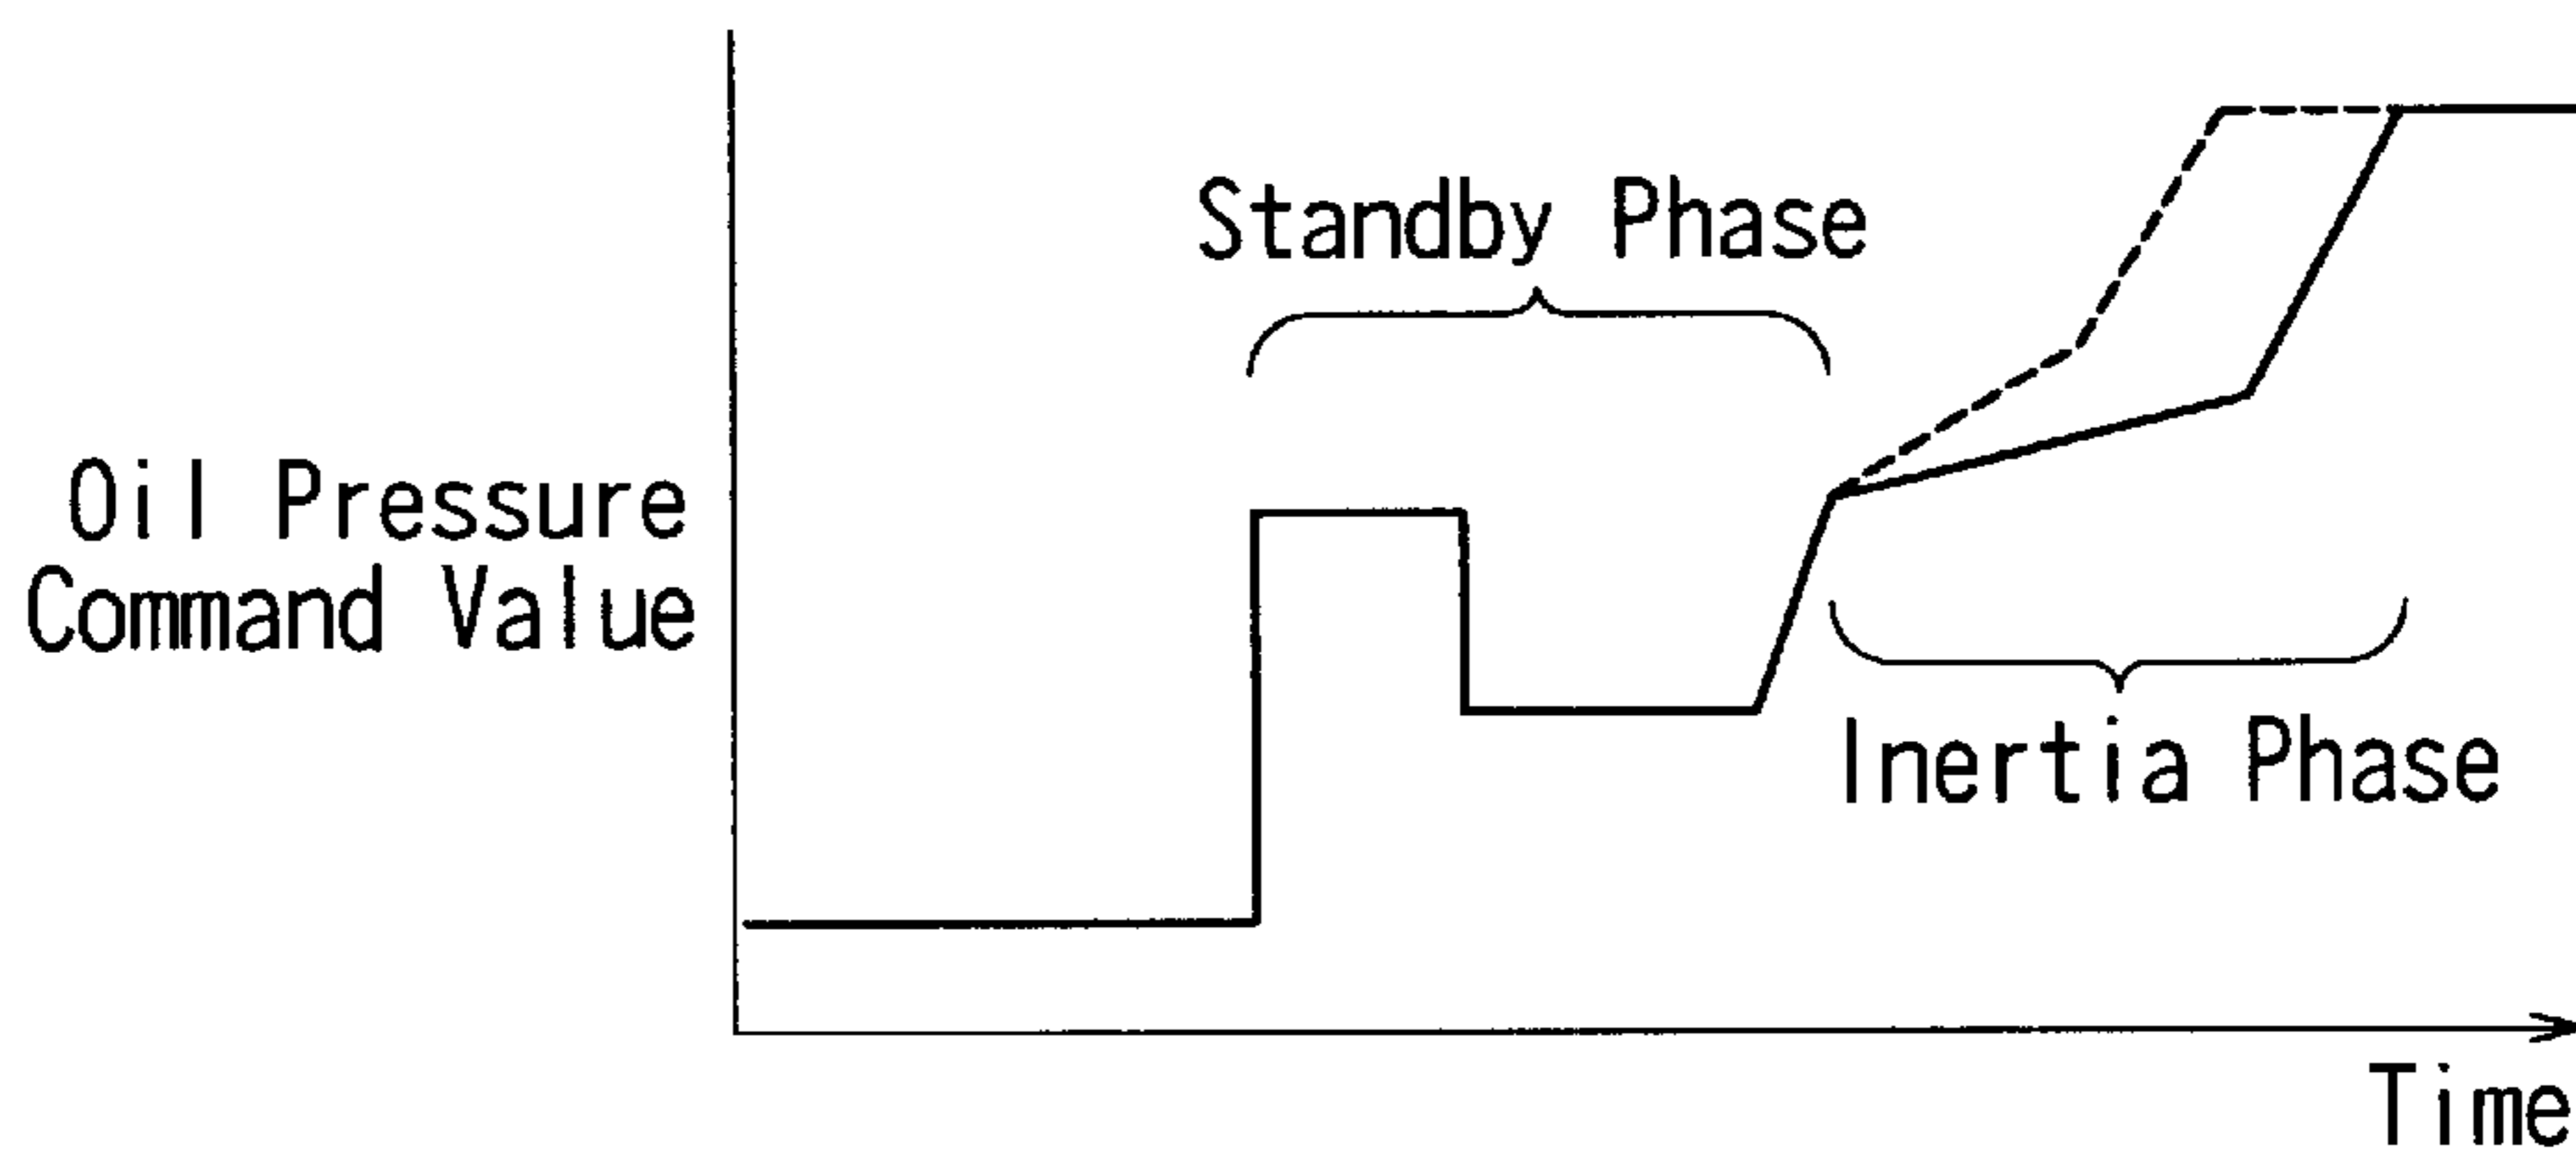 Standby Phase
Oil Pressure
Command Value
Inertia Phase
Time